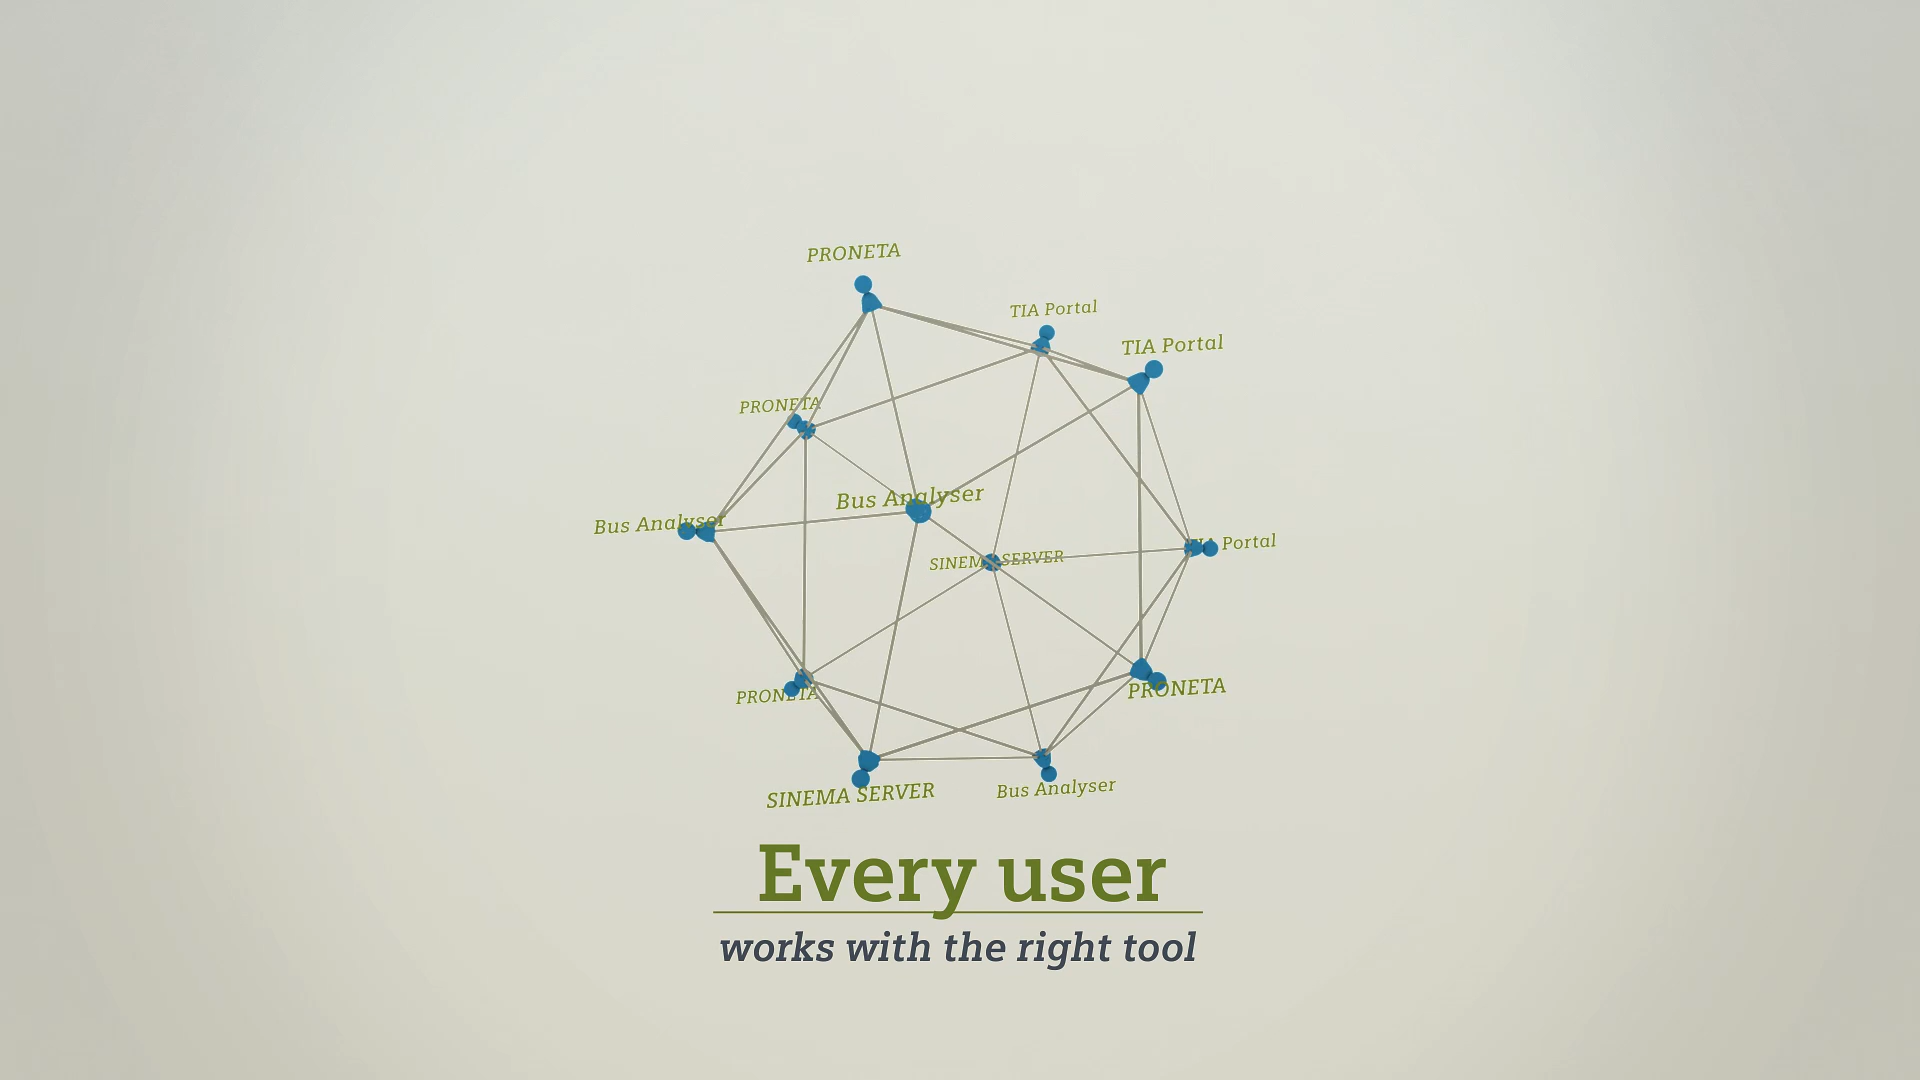 PRONETA
TIA Portal
TIA Portal
PRONETA
Bus Analyser
Bus Analyser
TIA Portal
SINEMA SERVER
PRONETA
PRONETA
SINEMA SERVER
Bus Analyser
Every user
works with the right tool